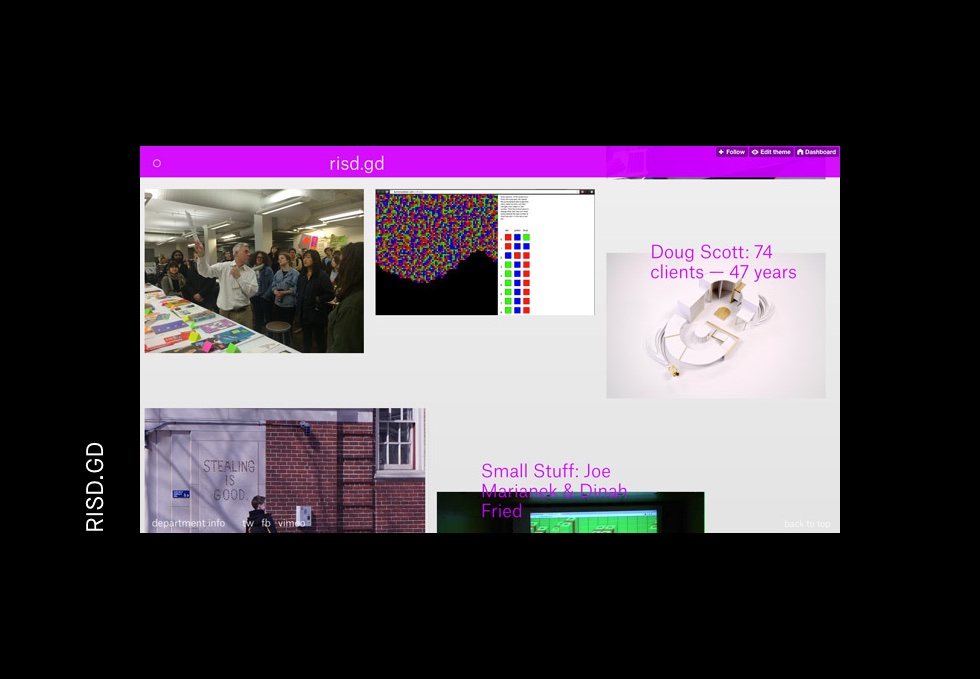 risd.gd
Follow
Edit theme
Dashboard
Doug Scott: 74
clients — 47 years
STEALING
IS
GOOD.
Small Stuff: Joe
Marianek & Dinah
Fried
department info
tw
fb
vimeo
back to top
RISD.GD